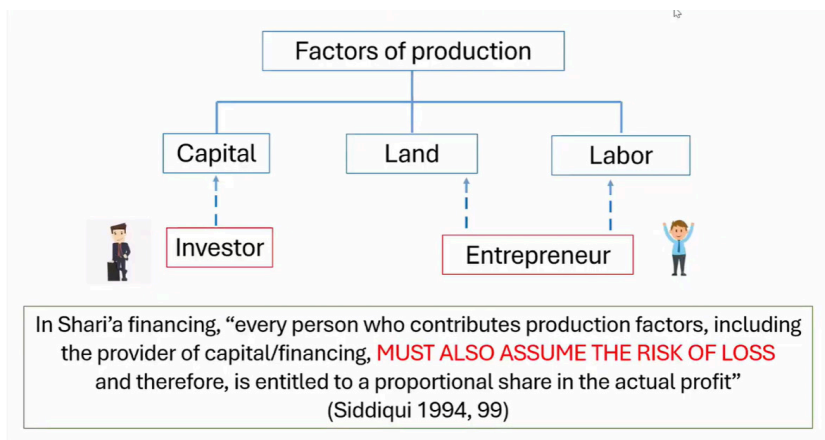 Factors of production
Capital
Land
Labor
Investor
Entrepreneur
In Shari’a financing, “every person who contributes production factors, including
the provider of capital/financing, MUST ALSO ASSUME THE RISK OF LOSS
and therefore, is entitled to a proportional share in the actual profit”
(Siddiqui 1994, 99)